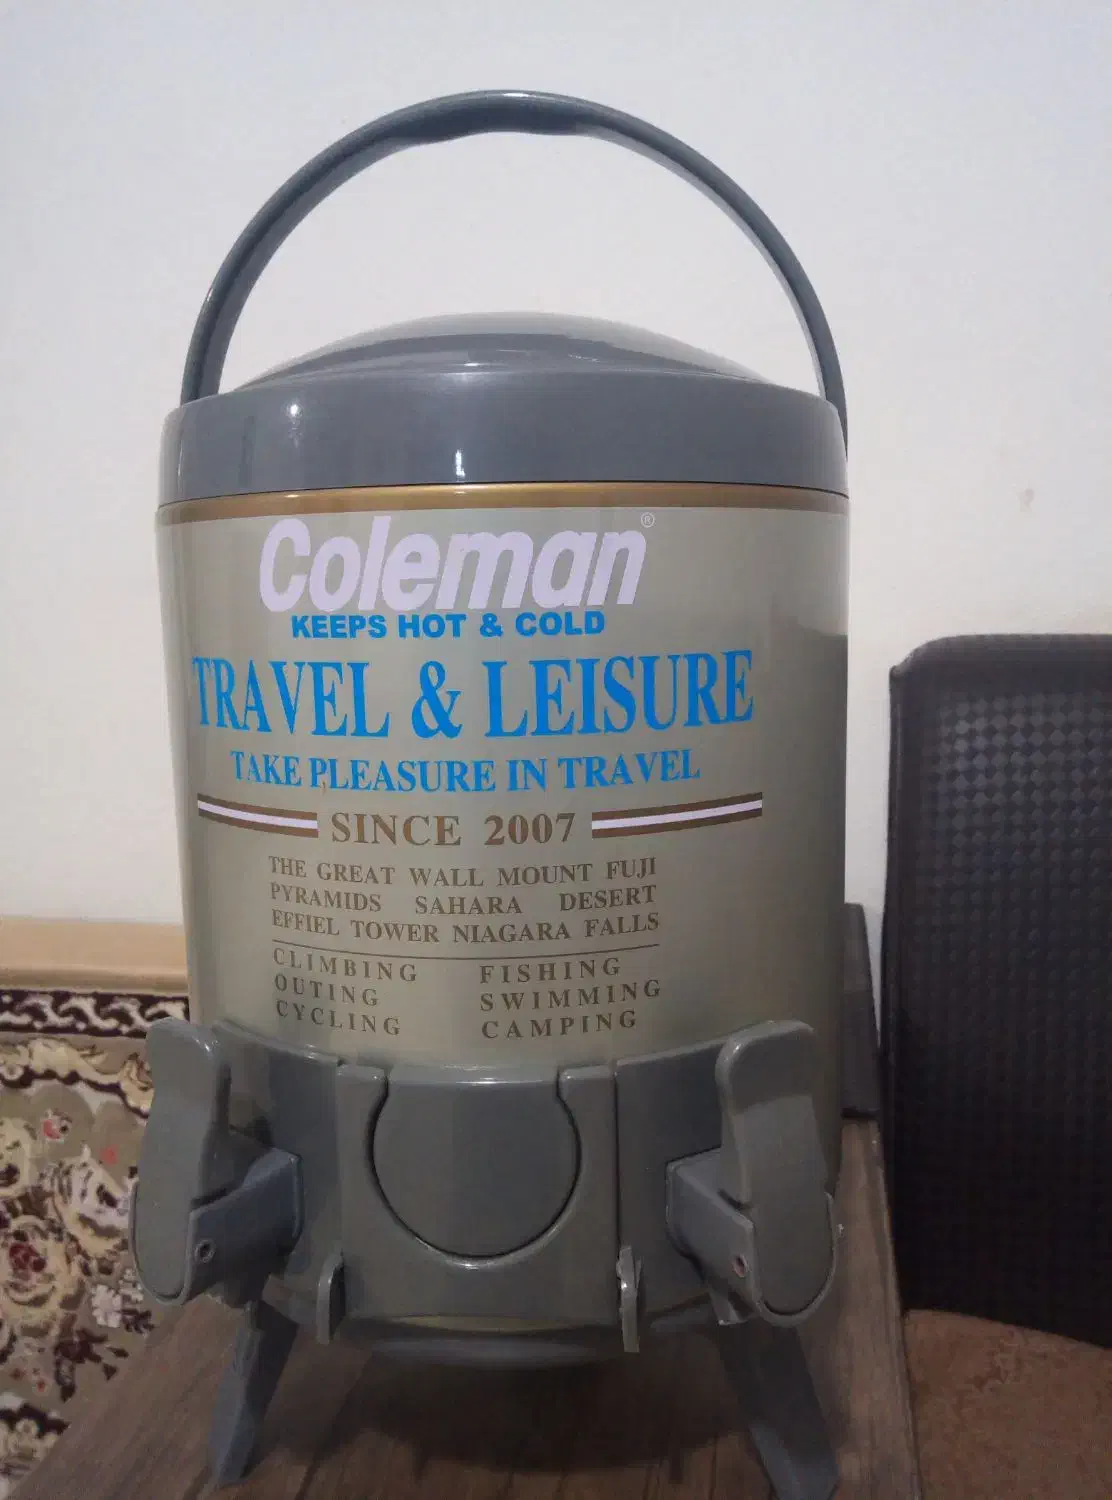 Coleman®
KEEPS HOT & COLD
TRAVEL & LEISURE
TAKE PLEASURE IN TRAVEL
SINCE 2007
THE GREAT WALL MOUNT FUJI
PYRAMIDS SAHARA DESERT
EFFIEL TOWER NIAGARA FALLS
CLIMBING FISHING
OUTING SWIMMING
CYCLING CAMPING